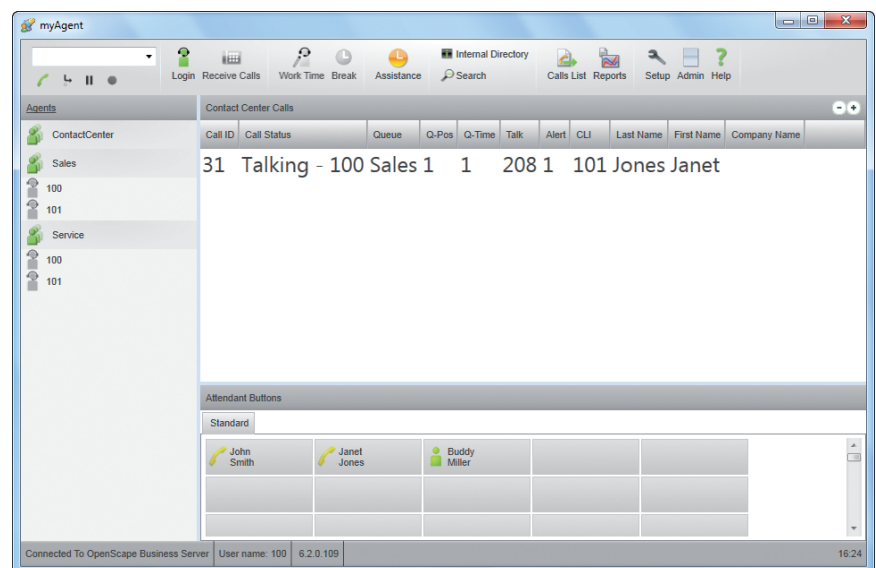 myAgent
Internal Directory
Login Receive Calls Work Time Break Assistance Search Calls List Reports Setup Admin Help
Agents
ContactCenter
Sales
100
101
Service
100
101
Contact Center Calls
Call ID Call Status Queue Q-Pos Q-Time Talk Alert CLI Last Name First Name Company Name
31 Talking - 100 Sales 1 1 208 1 101 Jones Janet
Attendant Buttons
Standard
John Janet Buddy
Smith Jones Miller
Connected To OpenScape Business Server User name: 100 6.2.0.109 16:24